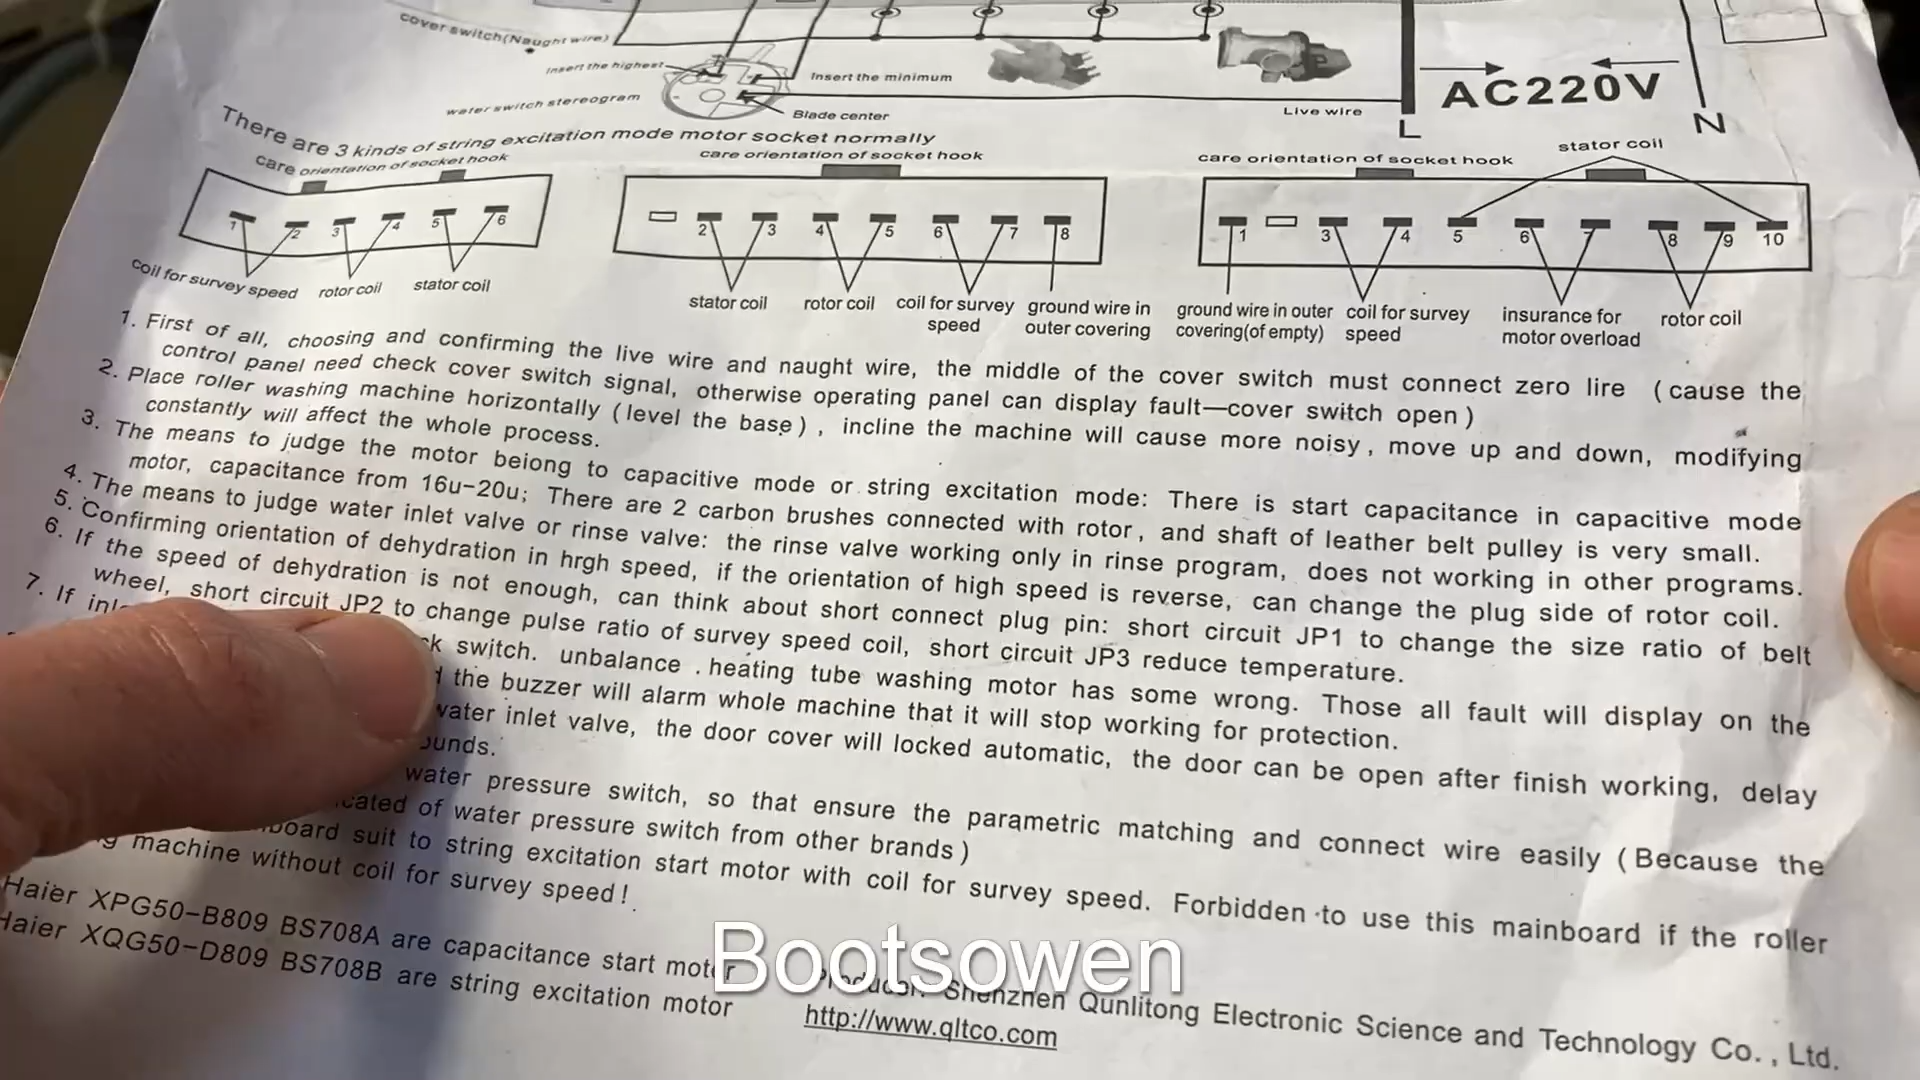 cover switch(Naught wire)
Insert the highest
Insert the minimum
water switch stereogram
Blade center
Live wire
AC220V
L
N
There are 3 kinds of string excitation mode motor socket normally
care orientation of socket hook
care orientation of socket hook
care orientation of socket hook
stator coil
1 2 3 4 5 6
2 3 4 5 6 7 8
1 3 4 5 6 7 8 9 10
coil for survey speed
rotor coil
stator coil
stator coil
rotor coil
coil for survey
speed
ground wire in
outer covering
ground wire in outer
covering(of empty)
coil for survey
speed
insurance for
motor overload
rotor coil
1. First of all, choosing and confirming the live wire and naught wire, the middle of the cover switch must connect zero lire (cause the
control panel need check cover switch signal, otherwise operating panel can display fault—cover switch open)
2. Place roller washing machine horizontally (level the base), incline the machine will cause more noisy, move up and down, modifying
constantly will affect the whole process.
3. The means to judge the motor beiong to capacitive mode or string excitation mode: There is start capacitance in capacitive mode
motor, capacitance from 16u-20u; There are 2 carbon brushes connected with rotor, and shaft of leather belt pulley is very small.
4. The means to judge water inlet valve or rinse valve: the rinse valve working only in rinse program, does not working in other programs.
5. Confirming orientation of dehydration in hrgh speed, if the orientation of high speed is reverse, can change the plug side of rotor coil.
6. If the speed of dehydration is not enough, can think about short connect plug pin: short circuit JP1 to change the size ratio of belt
wheel, short circuit JP2 to change pulse ratio of survey speed coil, short circuit JP3 reduce temperature.
7. If switch. unbalance . heating tube washing motor has some wrong. Those all fault will display on the
the buzzer will alarm whole machine that it will stop working for protection.
water inlet valve, the door cover will locked automatic, the door can be open after finish working, delay
water pressure switch, so that ensure the parametric matching and connect wire easily (Because the
of water pressure switch from other brands)
suit to string excitation start motor with coil for survey speed. Forbidden to use this mainboard if the roller
machine without coil for survey speed!
Haier XPG50-B809 BS708A are capacitance start motor
Haier XQG50-D809 BS708B are string excitation motor
Bootsowen
Producer: Shenzhen Qunlitong Electronic Science and Technology Co., Ltd.
http://www.qltco.com